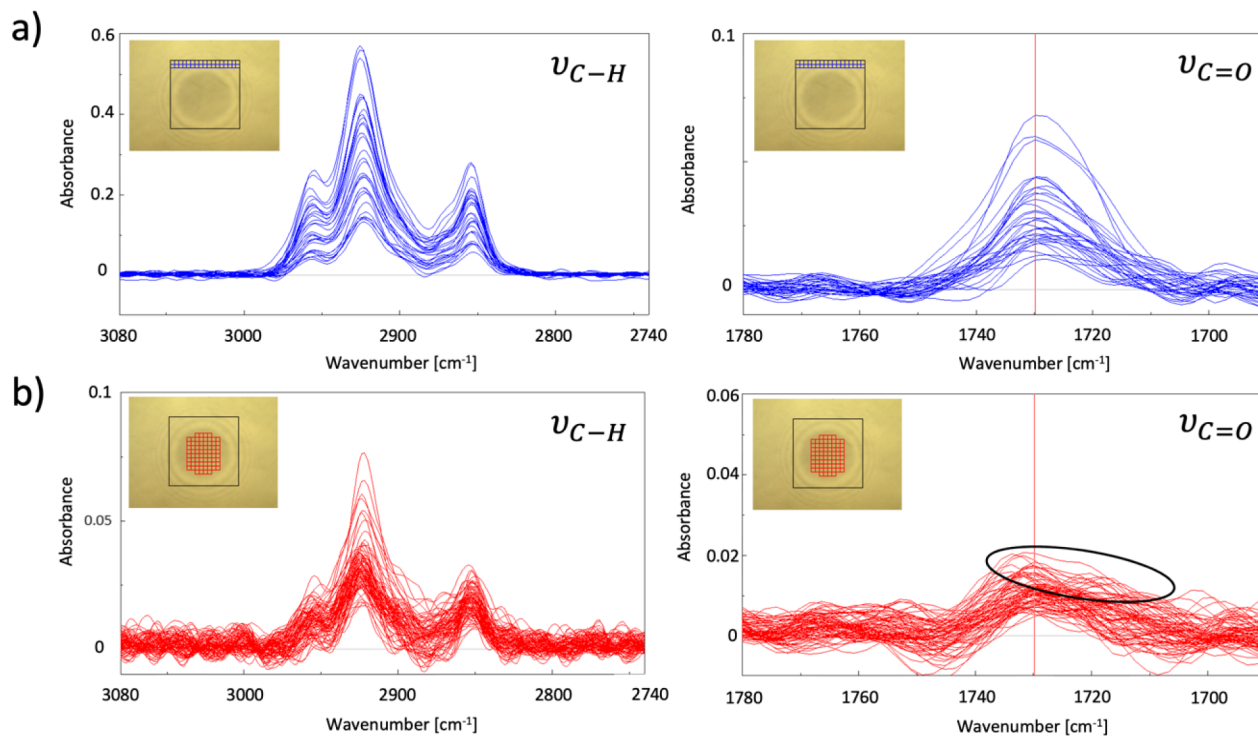 a)
0.6
0.4
0.2
0
Absorbance
υC−H
3080
3000
2900
2800
2740
Wavenumber [cm-1]
0.1
0
Absorbance
υC=O
1780
1760
1740
1720
1700
Wavenumber [cm-1]
b)
0.1
0.05
0
Absorbance
υC−H
3080
3000
2900
2800
2740
Wavenumber [cm-1]
0.06
0.04
0.02
0
Absorbance
υC=O
1780
1760
1740
1720
1700
Wavenumber [cm-1]